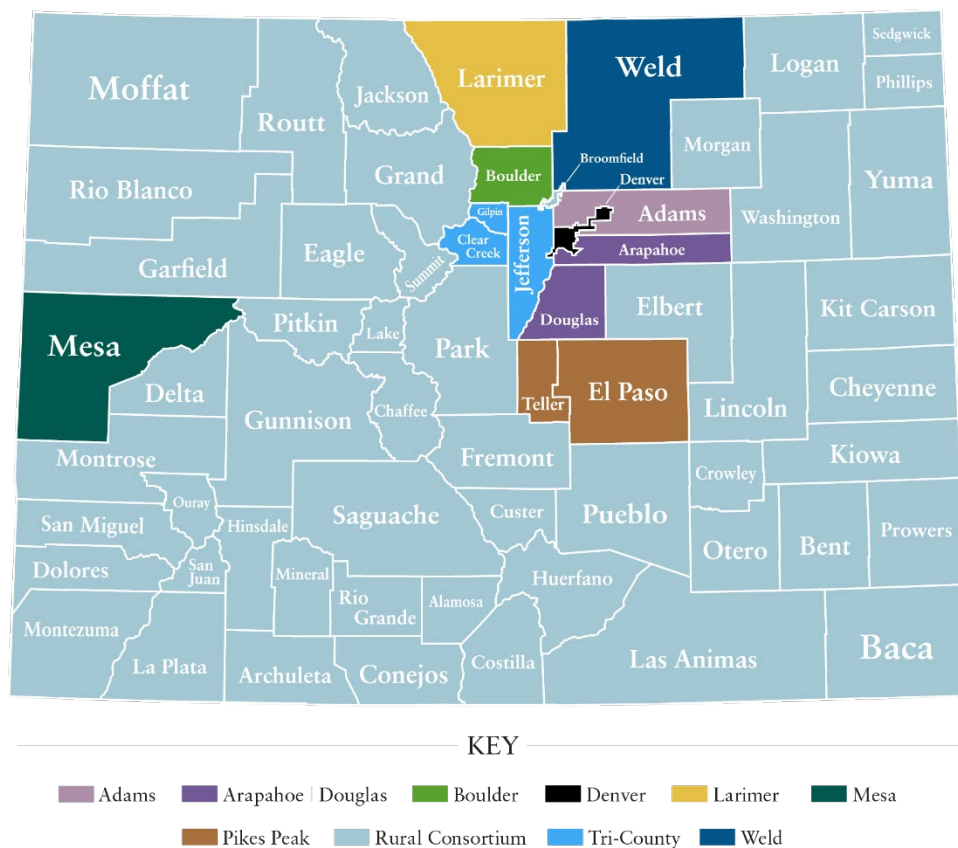 Sedgwick
Larimer
Weld
Logan
Moffat
Jackson
Phillips
Routt
Morgan
Broomfield
Grand
Boulder
Denver
Yuma
Rio Blanco
Gilpin
Adams
Washington
Clear
Creek
Jefferson
Arapahoe
Eagle
Garfield
Summit
Elbert
Kit Carson
Pitkin
Douglas
Lake
Mesa
Park
Cheyenne
Delta
Teller
El Paso
Lincoln
Gunnison
Chaffee
Montrose
Fremont
Kiowa
Crowley
Ouray
Saguache
Custer
Pueblo
San Miguel
Hinsdale
Prowers
Otero
Bent
Dolores
San
Juan
Mineral
Huerfano
Rio
Grande
Alamosa
Montezuma
La Plata
Archuleta
Conejos
Costilla
Las Animas
Baca
KEY
Adams
Arapahoe | Douglas
Boulder
Denver
Larimer
Mesa
Pikes Peak
Rural Consortium
Tri-County
Weld